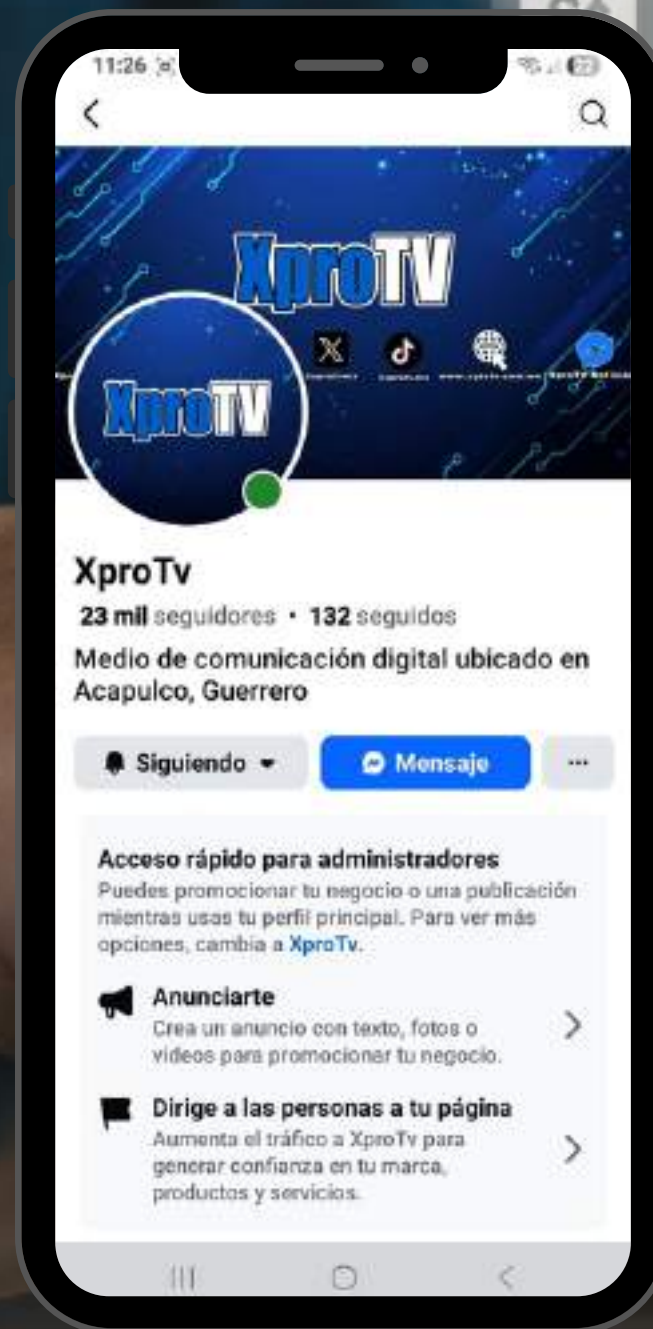 11:26
XproTV
XproTV
XproTv
23 mil seguidores • 132 seguidos
Medio de comunicación digital ubicado en
Acapulco, Guerrero
Siguiendo
Mensaje
Acceso rápido para administradores
Puedes promocionar tu negocio o una publicación
mientras usas tu perfil principal. Para ver más
opciones, cambia a XproTv.
Anunciarte
Crea un anuncio con texto, fotos o
videos para promocionar tu negocio.
Dirige a las personas a tu página
Aumenta el tráfico a XproTv para
generar confianza en tu marca,
productos y servicios.